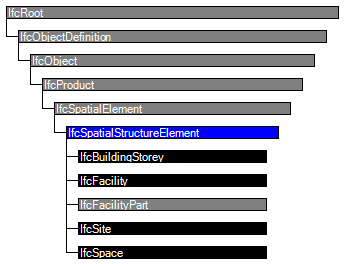 IfcRoot
IfcObjectDefinition
IfcObject
IfcProduct
IfcSpatialElement
IfcSpatialStructureElement
IfcBuildingStorey
IfcFacility
IfcFacilityPart
IfcSite
IfcSpace